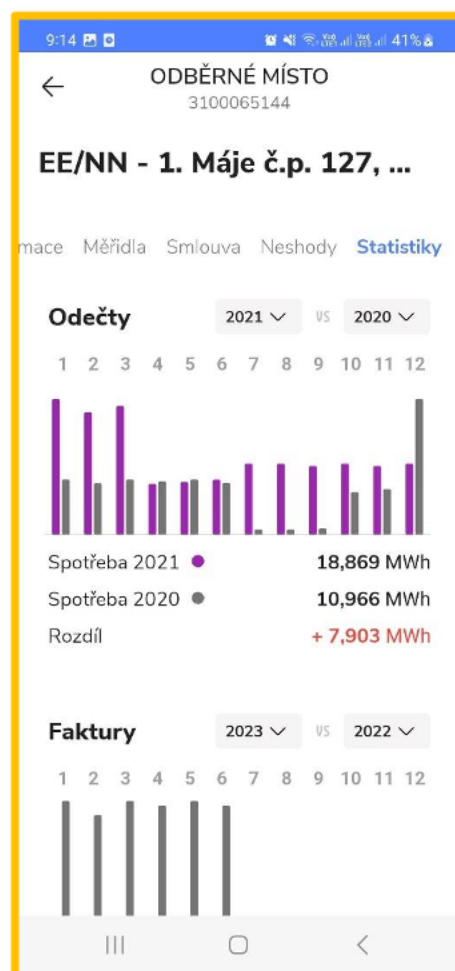 9:14 41%
ODBĚRNÉ MÍSTO
3100065144
EE/NN - 1. Máje č.p. 127, ...
mace Měřidla Smlouva Neshody Statistiky
Odečty 2021 VS 2020
1 2 3 4 5 6 7 8 9 10 11 12
Spotřeba 2021 18,869 MWh
Spotřeba 2020 10,966 MWh
Rozdíl + 7,903 MWh
Faktury 2023 VS 2022
1 2 3 4 5 6 7 8 9 10 11 12